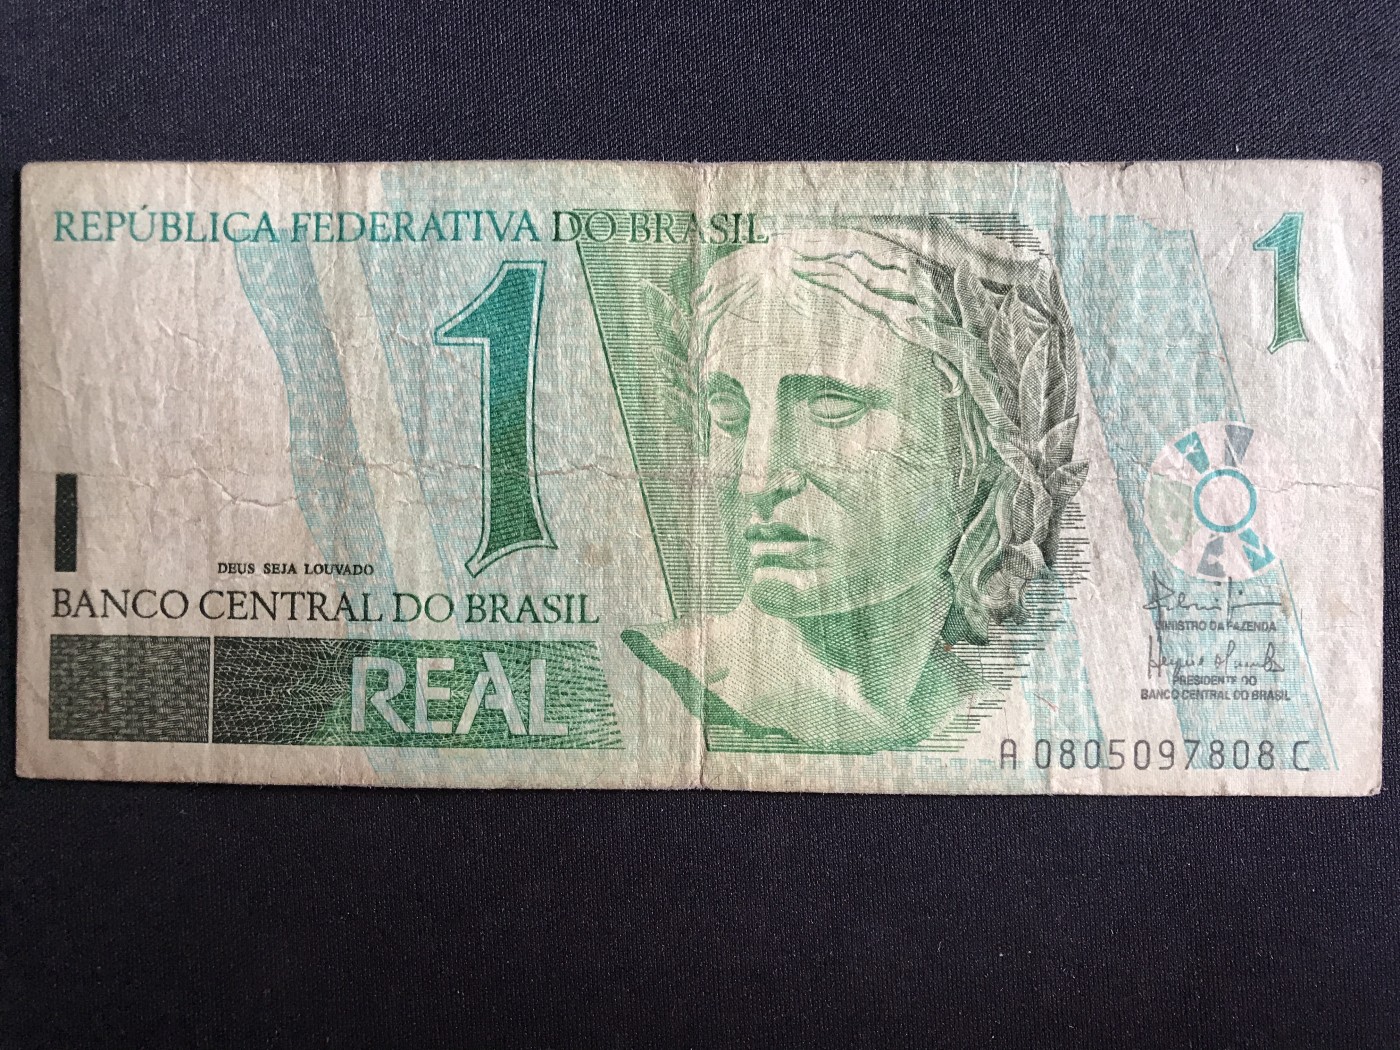 REPÚBLICA FEDERATIVA DO BRASIL
1
1
DEUS SEJA LOUVADO
BANCO CENTRAL DO BRASIL
REAL
MINISTRO DA FAZENDA
PRESIDENTE DO
BANCO CENTRAL DO BRASIL
A 0805097808 C